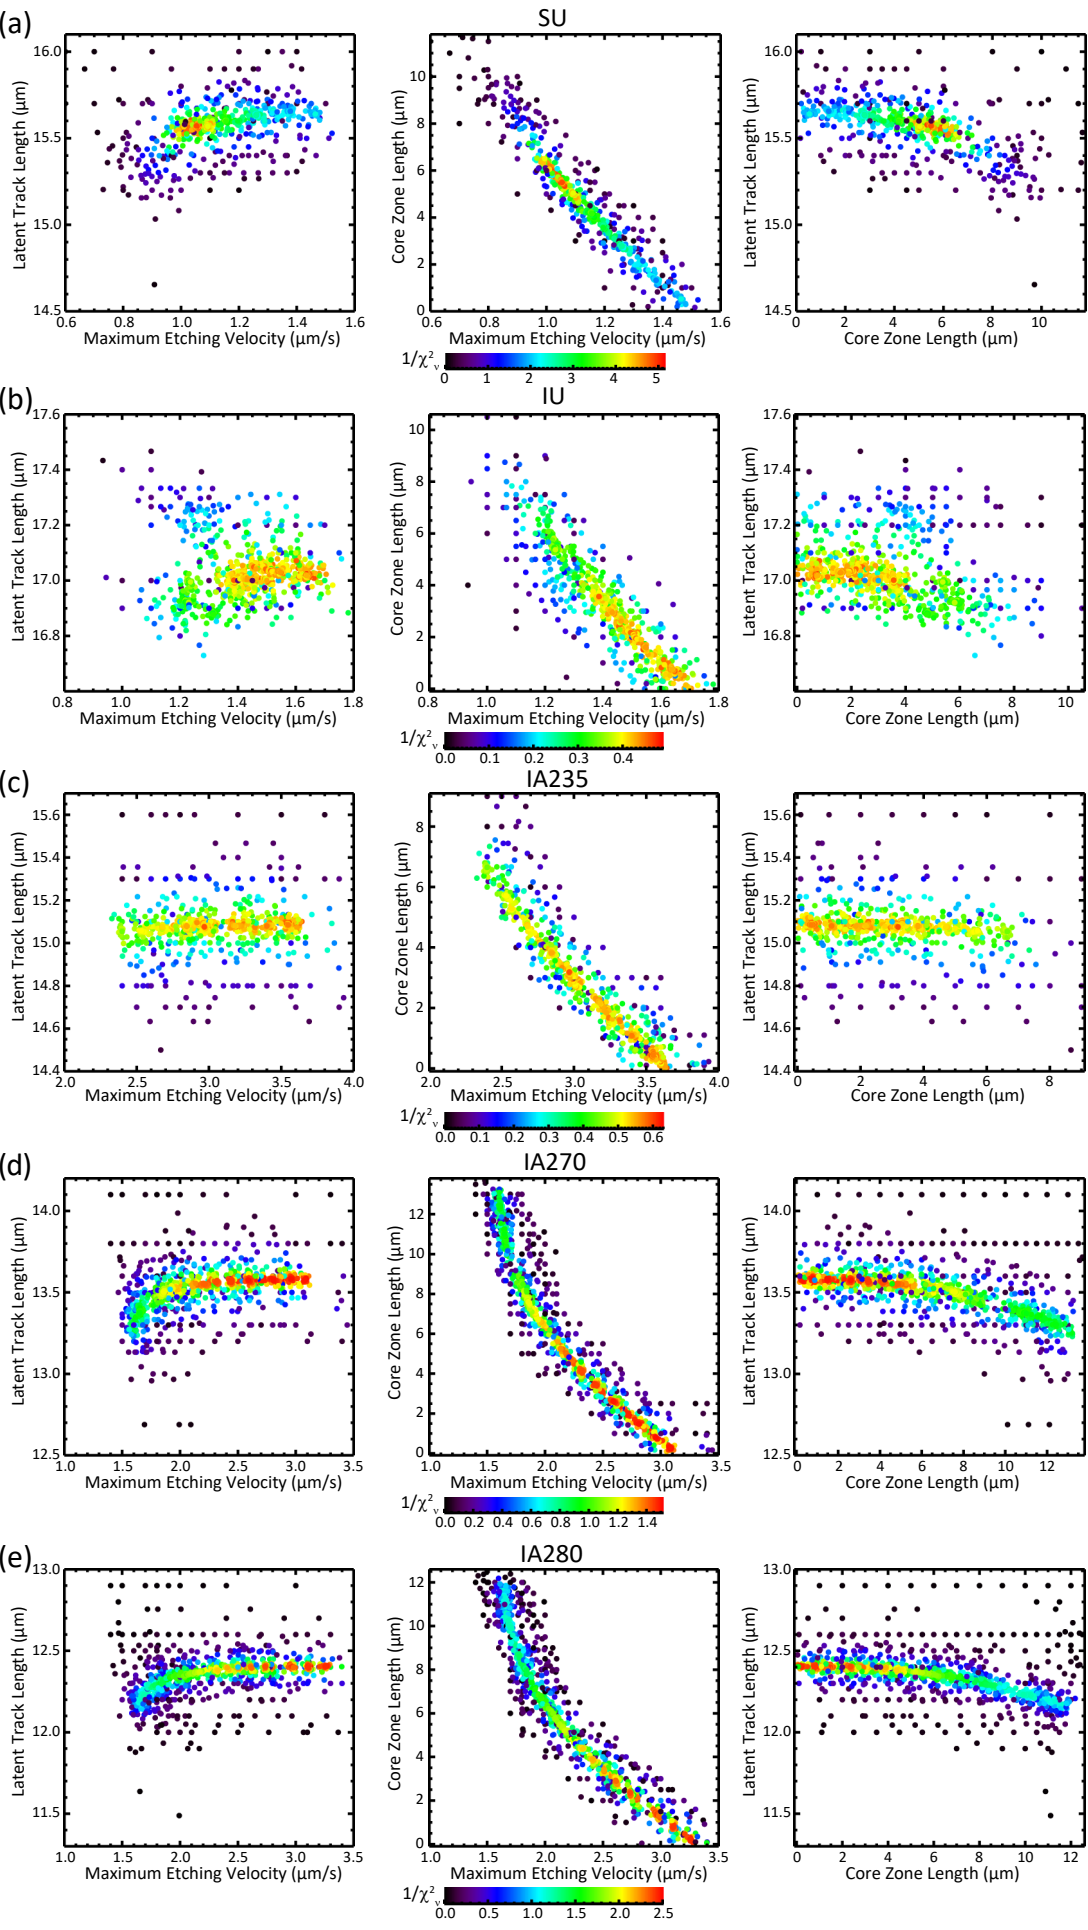 (a)
SU
Latent Track Length (µm)
16.0
15.5
15.0
14.5
0.6 0.8 1.0 1.2 1.4 1.6
Maximum Etching Velocity (µm/s)
Core Zone Length (µm)
10
8
6
4
2
0
0.6 0.8 1.0 1.2 1.4 1.6
Maximum Etching Velocity (µm/s)
Latent Track Length (µm)
16.0
15.5
15.0
14.5
0 2 4 6 8 10
Core Zone Length (µm)
1/χ²ᵥ
0 1 2 3 4 5
(b)
IU
Latent Track Length (µm)
17.6
17.4
17.2
17.0
16.8
0.8 1.0 1.2 1.4 1.6 1.8
Maximum Etching Velocity (µm/s)
Core Zone Length (µm)
10
8
6
4
2
0
0.8 1.0 1.2 1.4 1.6 1.8
Maximum Etching Velocity (µm/s)
Latent Track Length (µm)
17.6
17.4
17.2
17.0
16.8
0 2 4 6 8 10
Core Zone Length (µm)
1/χ²ᵥ
0.0 0.1 0.2 0.3 0.4
(c)
IA235
Latent Track Length (µm)
15.6
15.4
15.2
15.0
14.8
14.6
14.4
2.0 2.5 3.0 3.5 4.0
Maximum Etching Velocity (µm/s)
Core Zone Length (µm)
8
6
4
2
0
2.0 2.5 3.0 3.5 4.0
Maximum Etching Velocity (µm/s)
Latent Track Length (µm)
15.6
15.4
15.2
15.0
14.8
14.6
14.4
0 2 4 6 8
Core Zone Length (µm)
1/χ²ᵥ
0.0 0.1 0.2 0.3 0.4 0.5 0.6
(d)
IA270
Latent Track Length (µm)
14.0
13.5
13.0
12.5
1.0 1.5 2.0 2.5 3.0 3.5
Maximum Etching Velocity (µm/s)
Core Zone Length (µm)
12
10
8
6
4
2
0
1.0 1.5 2.0 2.5 3.0 3.5
Maximum Etching Velocity (µm/s)
Latent Track Length (µm)
14.0
13.5
13.0
12.5
0 2 4 6 8 10 12
Core Zone Length (µm)
1/χ²ᵥ
0.0 0.2 0.4 0.6 0.8 1.0 1.2 1.4
(e)
IA280
Latent Track Length (µm)
13.0
12.5
12.0
11.5
1.0 1.5 2.0 2.5 3.0 3.5
Maximum Etching Velocity (µm/s)
Core Zone Length (µm)
12
10
8
6
4
2
0
1.0 1.5 2.0 2.5 3.0 3.5
Maximum Etching Velocity (µm/s)
Latent Track Length (µm)
13.0
12.5
12.0
11.5
0 2 4 6 8 10 12
Core Zone Length (µm)
1/χ²ᵥ
0.0 0.5 1.0 1.5 2.0 2.5